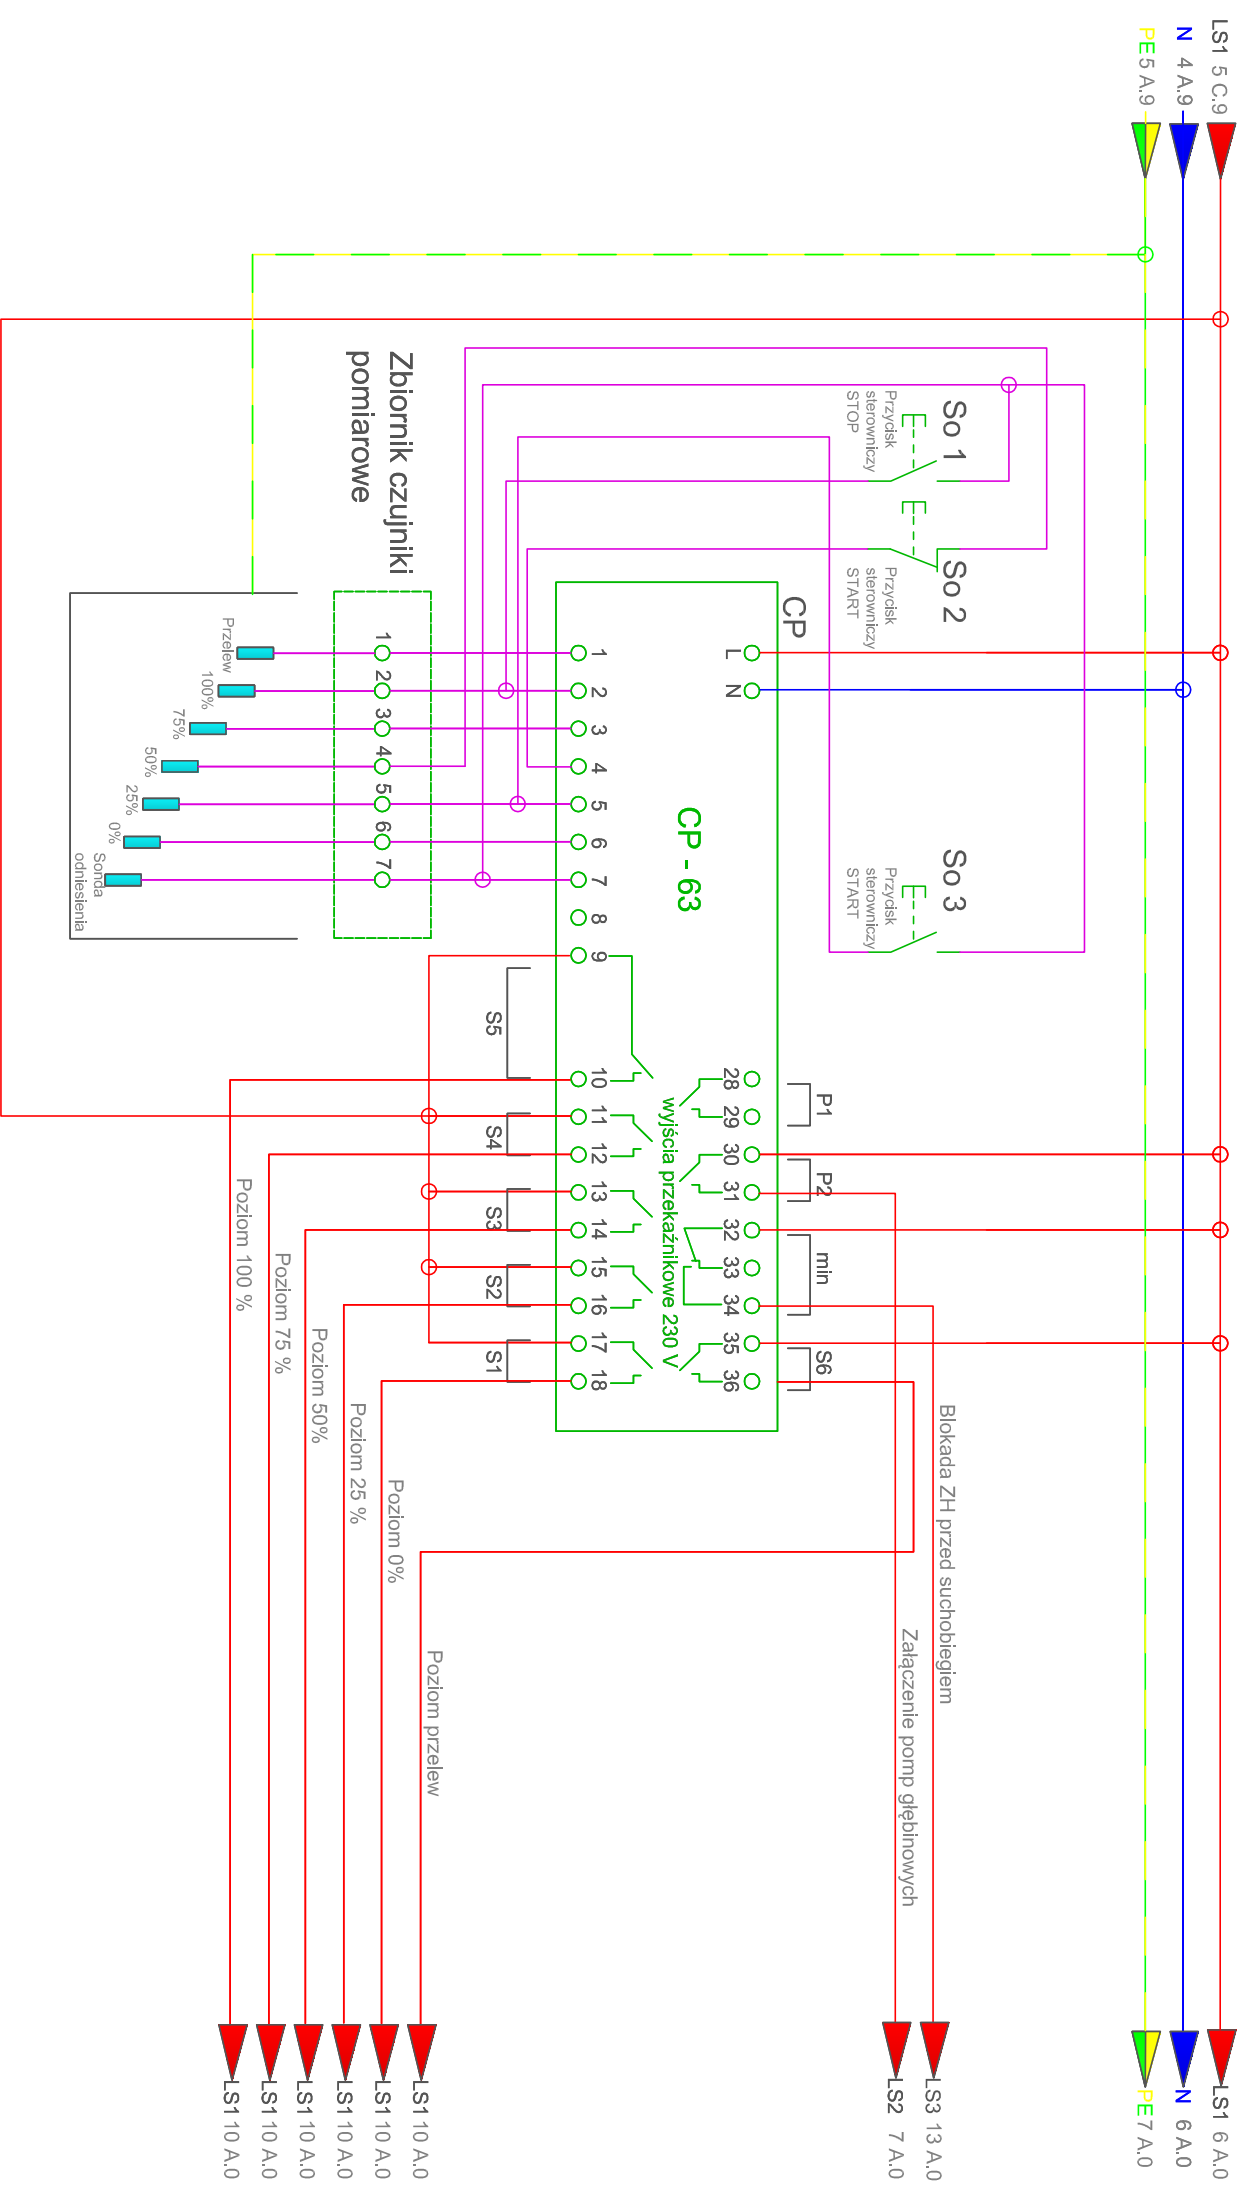 LS1 5 C.9
N 4 A.9
PE 5 A.9
So 1
Przycisk
sterowniczy
STOP
So 2
Przycisk
sterowniczy
START
So 3
Przycisk
sterowniczy
START
Zbiornik czujniki
pomiarowe
1 2 3 4 5 6 7
Przelew
100%
75%
50%
25%
0%
Sonda
odniesienia
CP
L N
CP - 63
1 2 3 4 5 6 7 8 9 10 11 12 13 14 15 16 17 18
28 29 30 31 32 33 34 35 36
wyjścia przekaźnikowe 230 V
P1 P2 min S6
S5 S4 S3 S2 S1
Blokada ZH przed suchobiegiem
Załączenie pomp głębinowych
Poziom przelew
Poziom 0%
Poziom 25 %
Poziom 50%
Poziom 75 %
Poziom 100 %
LS1 6 A.0
N 6 A.0
PE 7 A.0
LS3 13 A.0
LS2 7 A.0
LS1 10 A.0
LS1 10 A.0
LS1 10 A.0
LS1 10 A.0
LS1 10 A.0
LS1 10 A.0